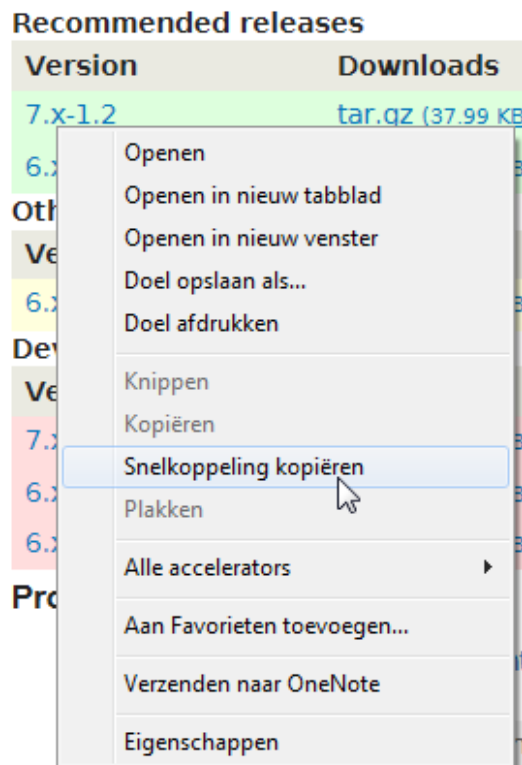 Recommended releases
Version Downloads
7.x-1.2 tar.gz (37.99 KB
Openen
Openen in nieuw tabblad
Openen in nieuw venster
Doel opslaan als...
Doel afdrukken
Knippen
Kopiëren
Snelkoppeling kopiëren
Plakken
Alle accelerators
Aan Favorieten toevoegen...
Verzenden naar OneNote
Eigenschappen